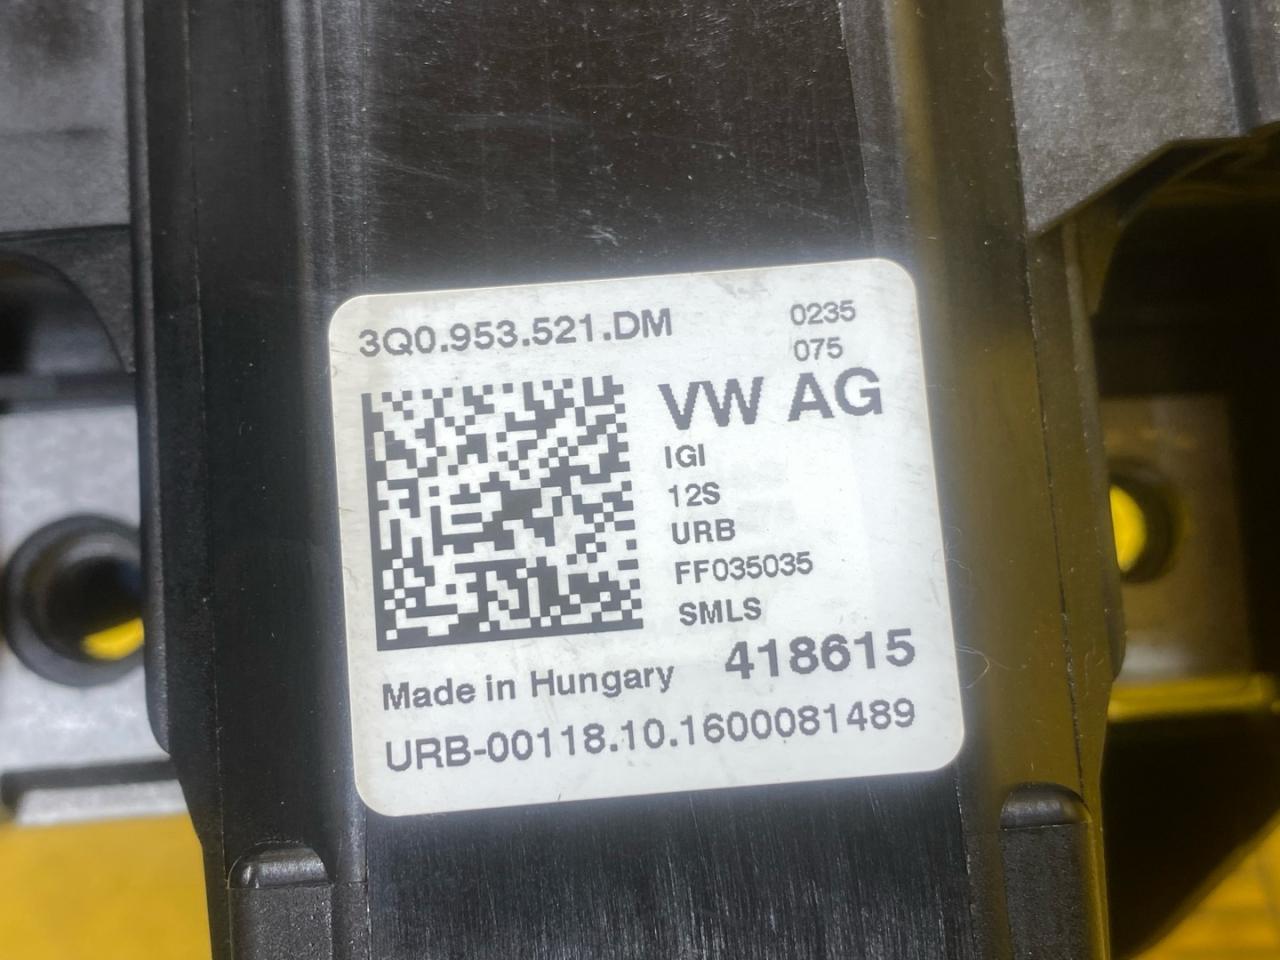 3Q0.953.521.DM
0235
075
VW AG
IGI
12S
URB
FF035035
SMLS
Made in Hungary 418615
URB-00118.10.1600081489